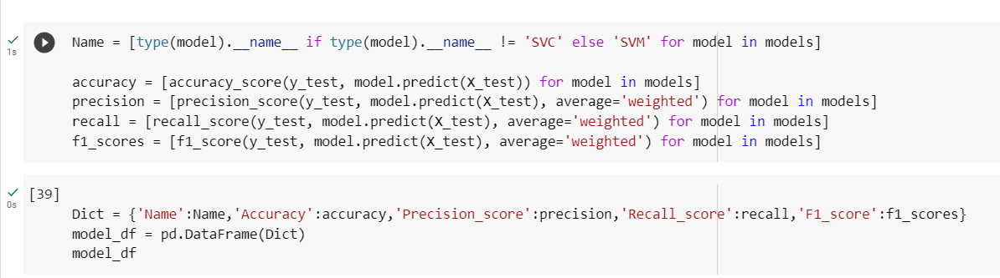 Name = [type(model).__name__ if type(model).__name__ != 'SVC' else 'SVM' for model in models]
1s
accuracy = [accuracy_score(y_test, model.predict(X_test)) for model in models]
precision = [precision_score(y_test, model.predict(X_test), average='weighted') for model in models]
recall = [recall_score(y_test, model.predict(X_test), average='weighted') for model in models]
f1_scores = [f1_score(y_test, model.predict(X_test), average='weighted') for model in models]
[39]
0s
Dict = {'Name':Name,'Accuracy':accuracy,'Precision_score':precision,'Recall_score':recall,'F1_score':f1_scores}
model_df = pd.DataFrame(Dict)
model_df